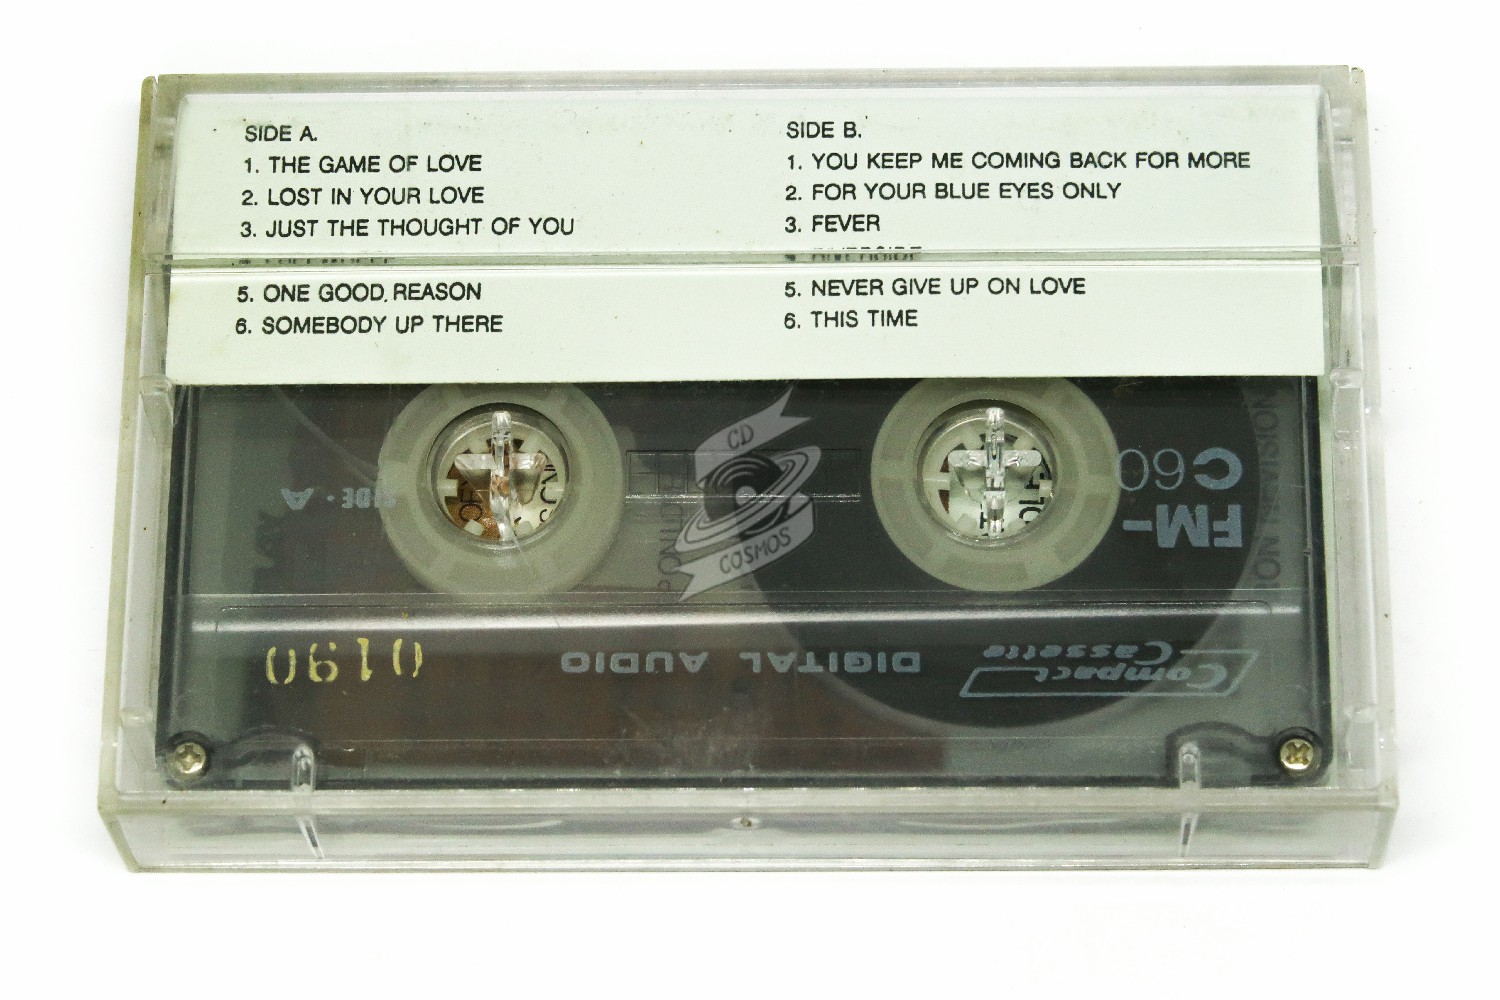 SIDE A.
1. THE GAME OF LOVE
2. LOST IN YOUR LOVE
3. JUST THE THOUGHT OF YOU
5. ONE GOOD REASON
6. SOMEBODY UP THERE
SIDE B.
1. YOU KEEP ME COMING BACK FOR MORE
2. FOR YOUR BLUE EYES ONLY
3. FEVER
5. NEVER GIVE UP ON LOVE
6. THIS TIME
CD
COSMOS
SIDE · A
C60
FM-
DIGITAL AUDIO
Compact
Cassette
0610